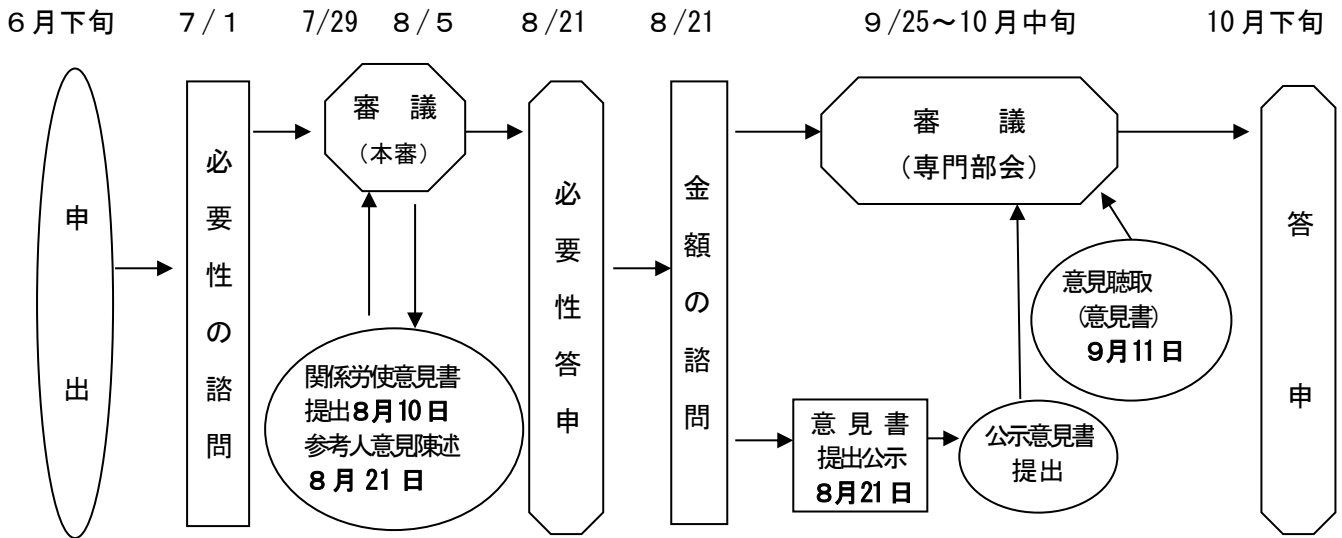 6月下旬 7/1 7/29 8/5 8/21 8/21 9/25～10月中旬 10月下旬
申出
必要性の諮問
審 議
（本審）
関係労使意見書
提出8月10日
参考人意見陳述
8月21日
必要性答申
金額の諮問
審 議
（専門部会）
意見書
提出公示
8月21日
公示意見書
提出
意見聴取
(意見書)
9月11日
答申